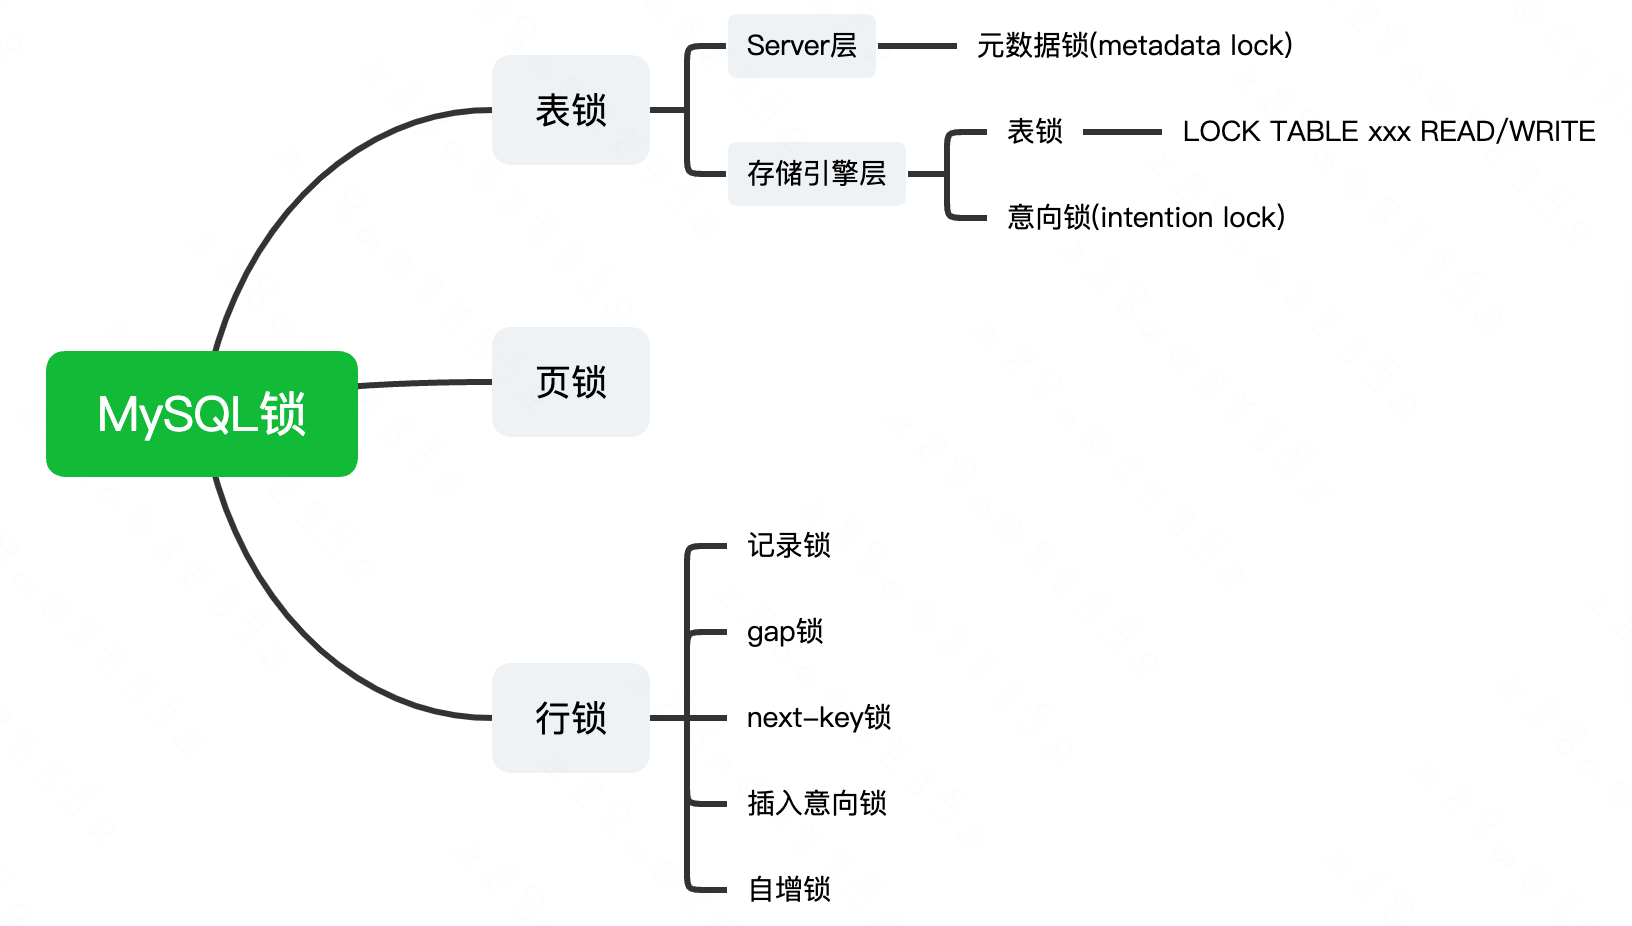 MySQL锁
表锁
Server层
元数据锁(metadata lock)
存储引擎层
表锁
LOCK TABLE xxx READ/WRITE
意向锁(intention lock)
页锁
行锁
记录锁
gap锁
next-key锁
插入意向锁
自增锁